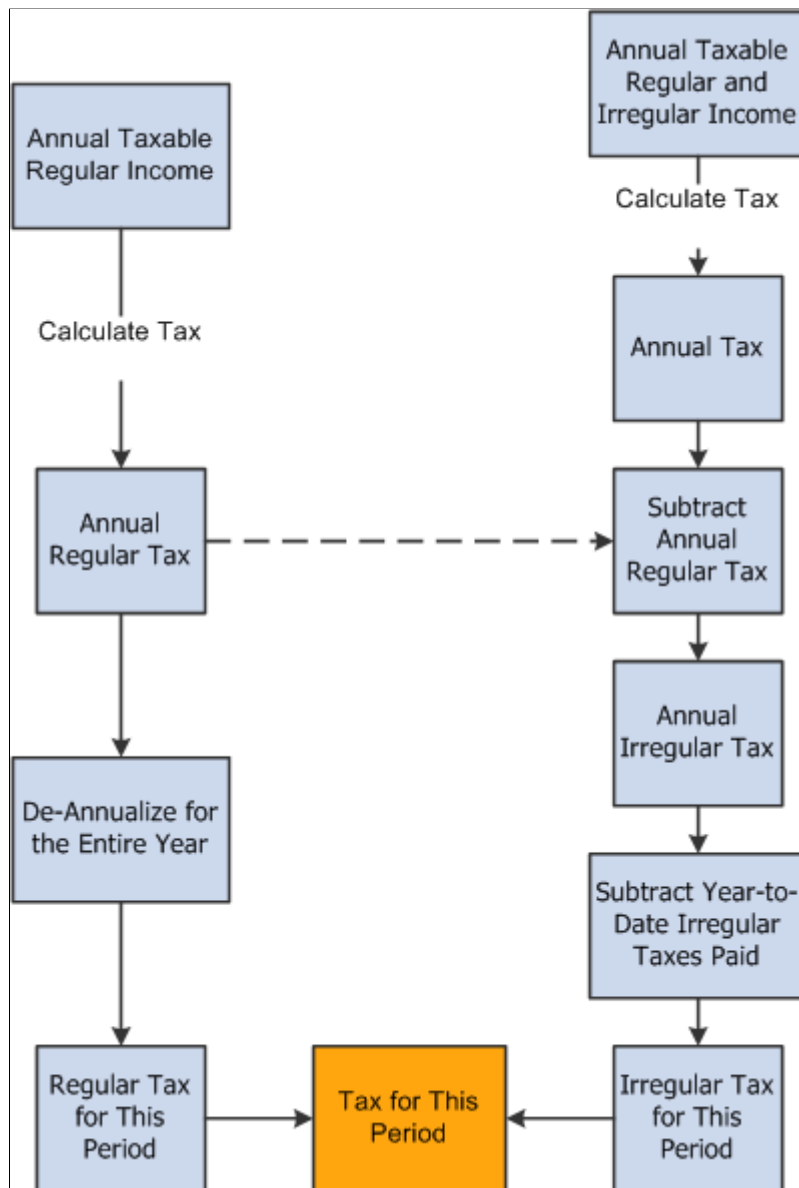 Annual Taxable
Regular and
Irregular Income
Annual Taxable
Regular Income
Calculate Tax
Calculate Tax
Annual Tax
Annual
Regular Tax
Subtract
Annual
Regular Tax
Annual
Irregular Tax
De-Annualize for
the Entire Year
Subtract Year-to-
Date Irregular
Taxes Paid
Regular Tax
for This
Period
Tax for This
Period
Irregular Tax
for This
Period